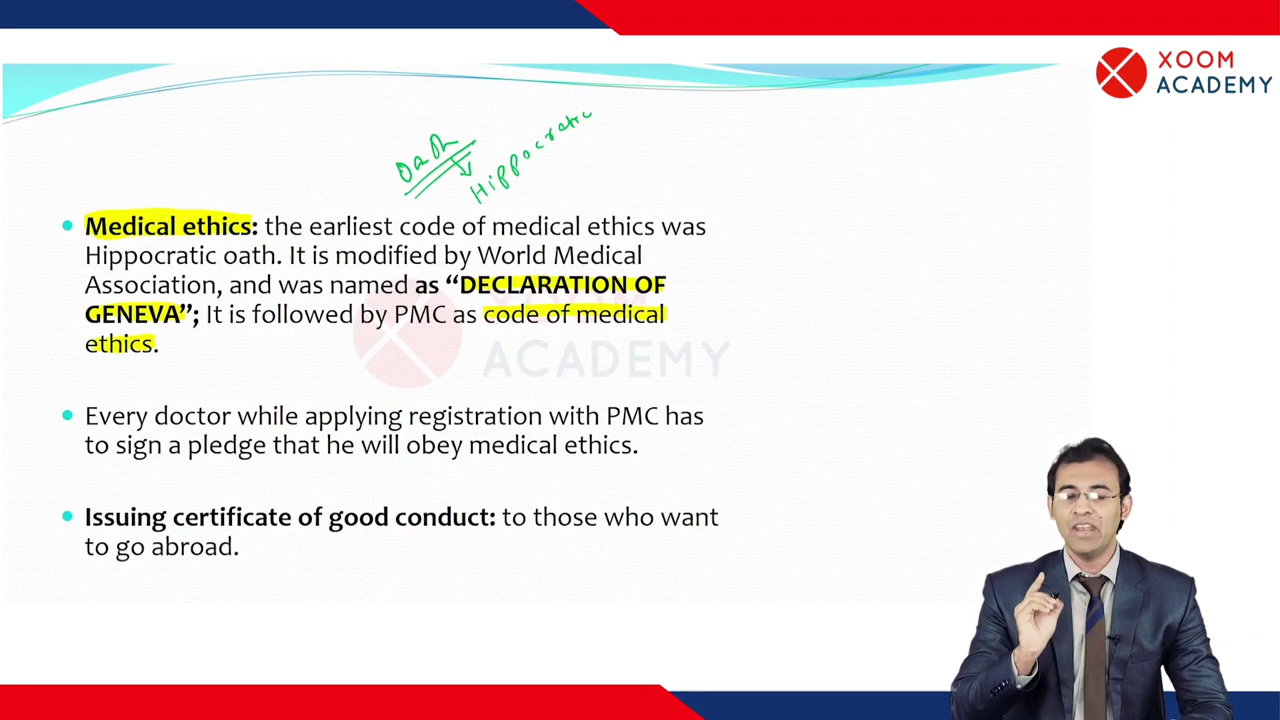 XOOM
ACADEMY
Oath
Hippocratic
• Medical ethics: the earliest code of medical ethics was
Hippocratic oath. It is modified by World Medical
Association, and was named as “DECLARATION OF
GENEVA”; It is followed by PMC as code of medical
ethics.
XOOM
ACADEMY
• Every doctor while applying registration with PMC has
to sign a pledge that he will obey medical ethics.
• Issuing certificate of good conduct: to those who want
to go abroad.